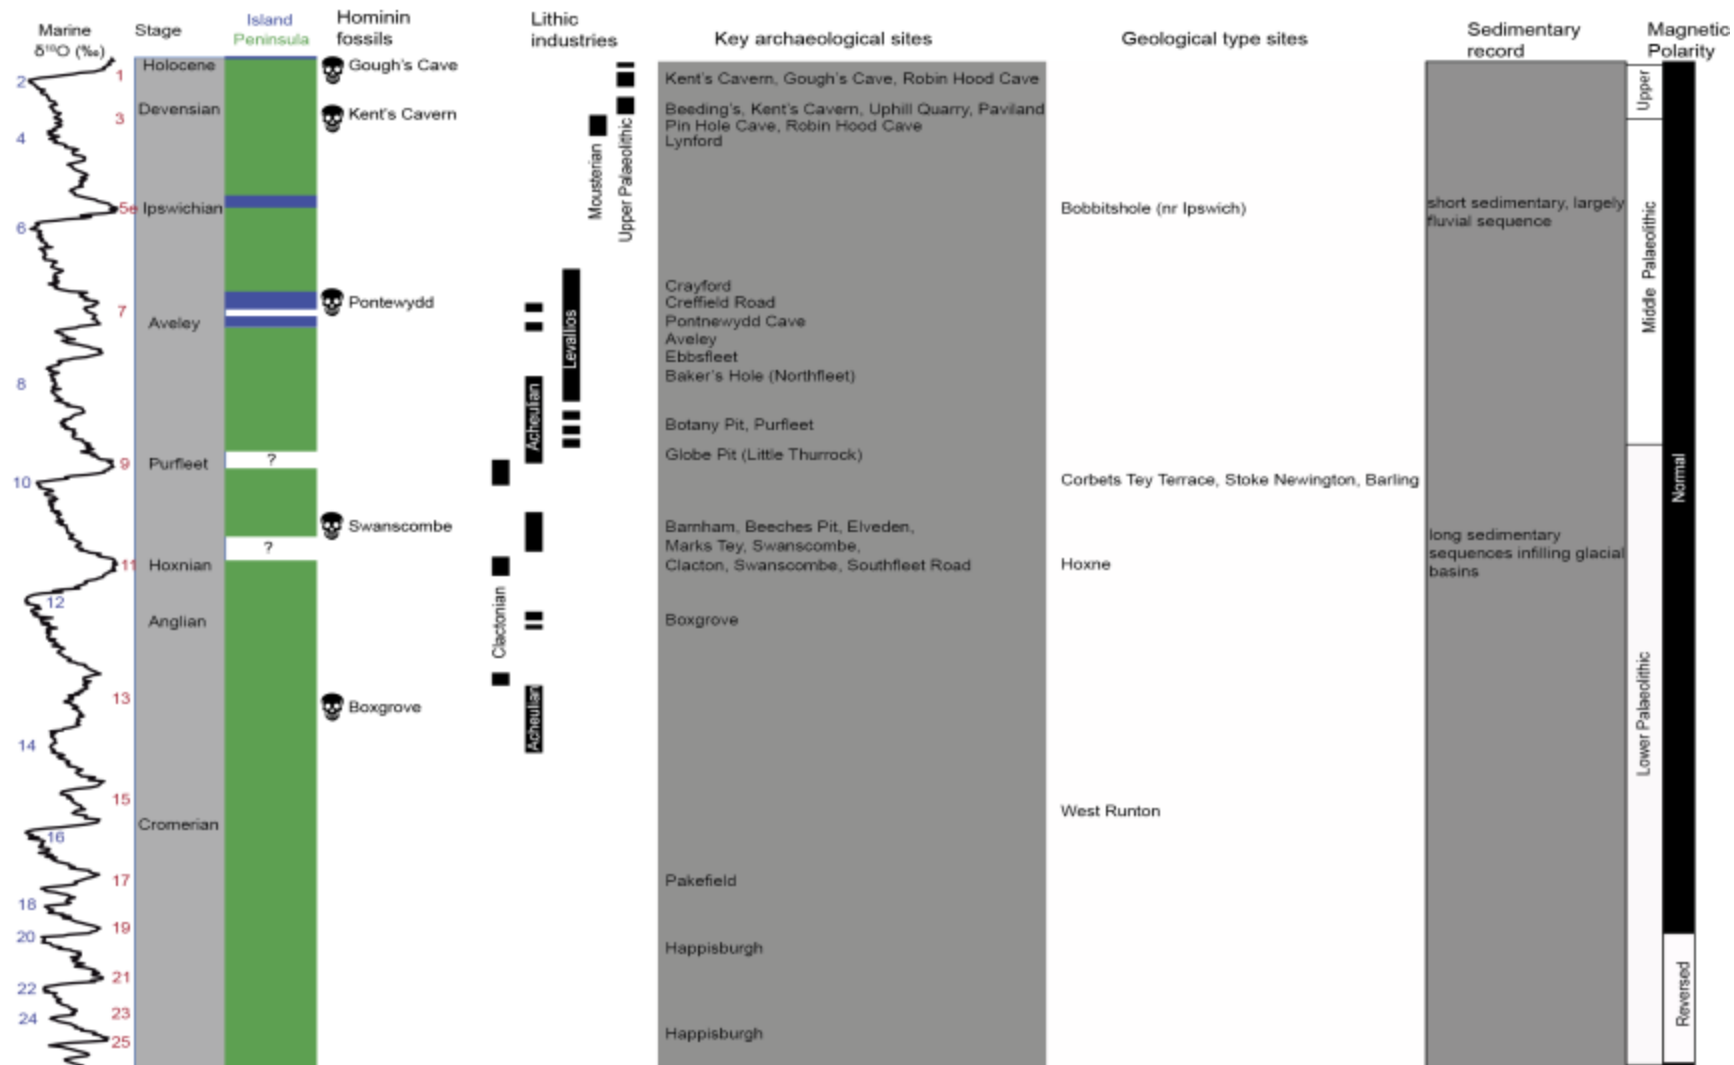 Marine
δ¹⁸O (‰)
Stage
Island
Peninsula
Hominin
fossils
Lithic
industries
Key archaeological sites
Geological type sites
Sedimentary
record
Magnetic
Polarity
1
2
3
4
5e
6
7
8
9
10
11
12
13
14
15
16
17
18
19
20
21
22
23
24
25
Holocene
Devensian
Ipswichian
Aveley
Purfleet
Hoxnian
Anglian
Cromerian
?
?
Gough's Cave
Kent's Cavern
Pontewydd
Swanscombe
Boxgrove
Clactonian
Acheulian
Acheulian
Levallios
Mousterian
Upper Palaeolithic
Kent's Cavern, Gough's Cave, Robin Hood Cave
Beeding's, Kent's Cavern, Uphill Quarry, Paviland
Pin Hole Cave, Robin Hood Cave
Lynford
Crayford
Creffield Road
Pontnewydd Cave
Aveley
Ebbsfleet
Baker's Hole (Northfleet)
Botany Pit, Purfleet
Globe Pit (Little Thurrock)
Barnham, Beeches Pit, Elveden,
Marks Tey, Swanscombe,
Clacton, Swanscombe, Southfleet Road
Boxgrove
Pakefield
Happisburgh
Happisburgh
Bobbitshole (nr Ipswich)
Corbets Tey Terrace, Stoke Newington, Barling
Hoxne
West Runton
short sedimentary, largely
fluvial sequence
long sedimentary
sequences infilling glacial
basins
Upper
Middle Palaeolithic
Lower Palaeolithic
Normal
Reversed